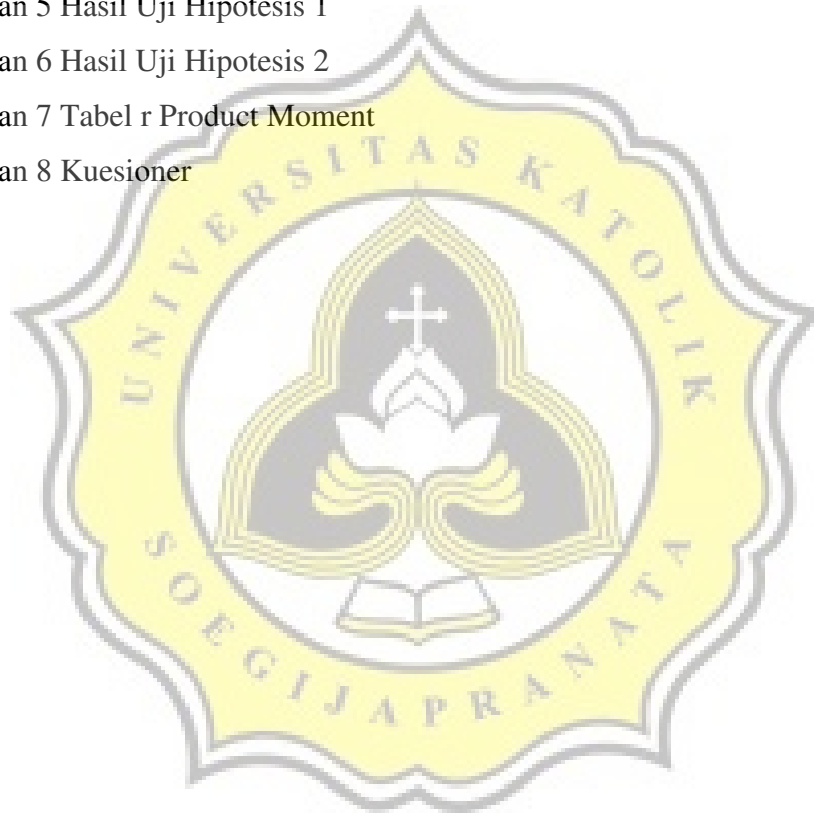 an 5 Hasil Uji Hipotesis 1
an 6 Hasil Uji Hipotesis 2
an 7 Tabel r Product Moment
an 8 Kuesioner
UNIVERSITAS KATOLIK
SOEGIJAPRANATA